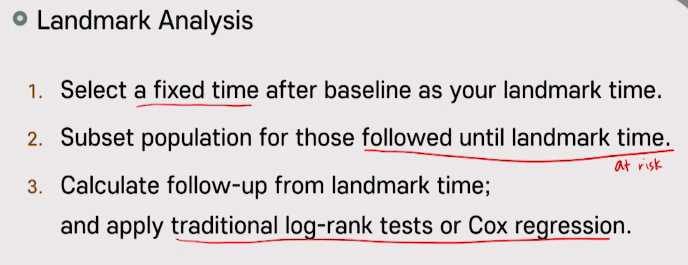 Landmark Analysis
1. Select a fixed time after baseline as your landmark time.
2. Subset population for those followed until landmark time.
at risk
3. Calculate follow-up from landmark time;
and apply traditional log-rank tests or Cox regression.